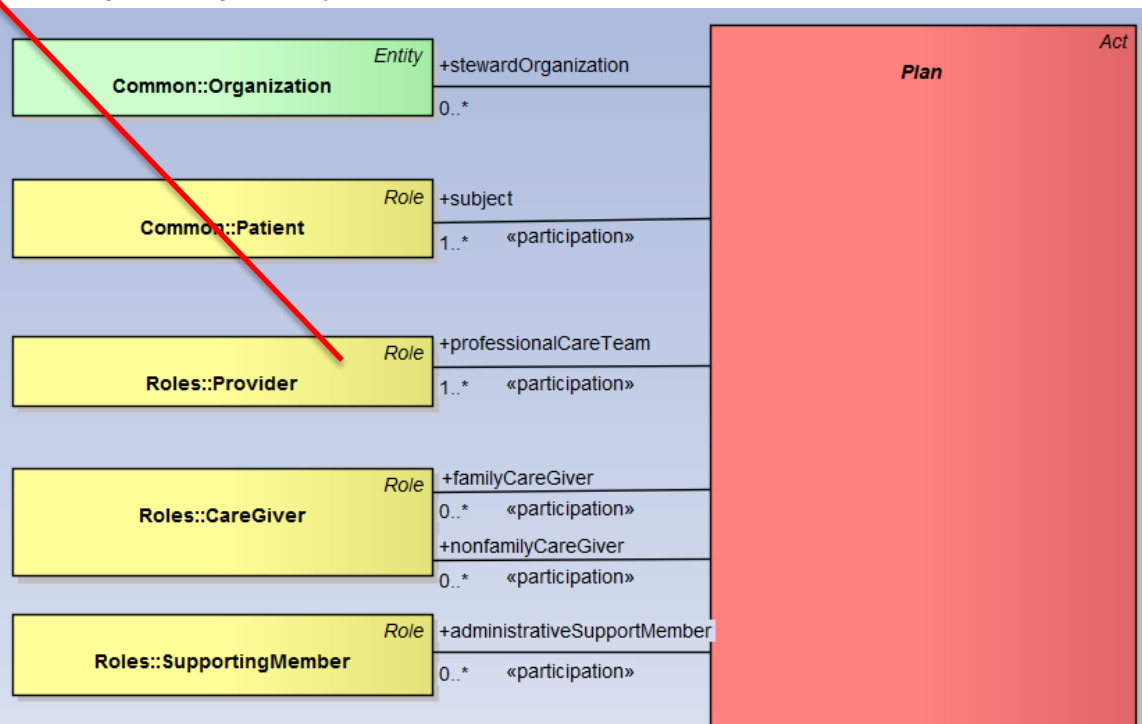 Entity
Common::Organization
+stewardOrganization
0..*
Act
Plan
Role
Common::Patient
+subject
1..* «participation»
Role
Roles::Provider
+professionalCareTeam
1..* «participation»
Role
Roles::CareGiver
+familyCareGiver
0..* «participation»
+nonfamilyCareGiver
0..* «participation»
Role
Roles::SupportingMember
+administrativeSupportMember
0..* «participation»